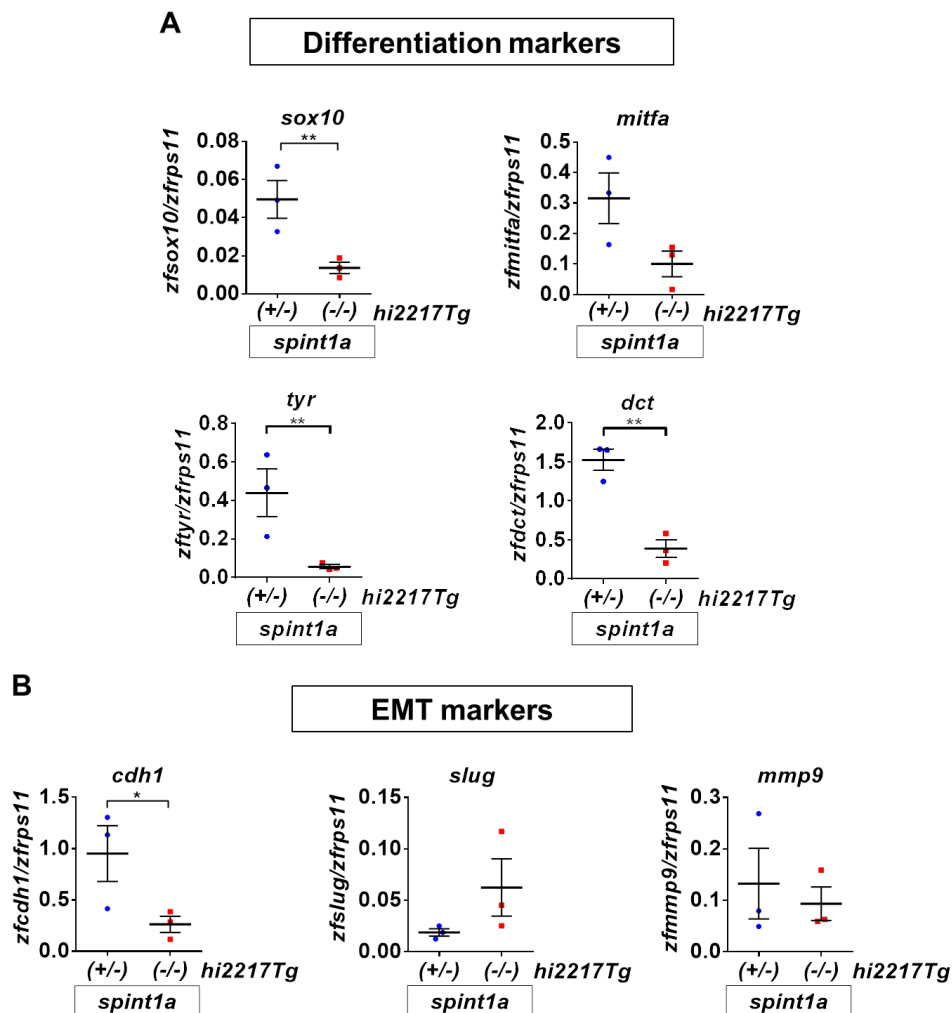 A
Differentiation markers
sox10
zfsox10/zfrps11
0.08
0.06
0.04
0.02
0.00
**
(+/-) (-/-) hi2217Tg
spint1a
mitfa
zfmitfa/zfrps11
0.5
0.4
0.3
0.2
0.1
0.0
(+/-) (-/-) hi2217Tg
spint1a
tyr
zftyr/zfrps11
0.8
0.6
0.4
0.2
0.0
**
(+/-) (-/-) hi2217Tg
spint1a
dct
zfdct/zfrps11
2.0
1.5
1.0
0.5
0.0
**
(+/-) (-/-) hi2217Tg
spint1a
B
EMT markers
cdh1
zfcdh1/zfrps11
1.5
1.0
0.5
0.0
*
(+/-) (-/-) hi2217Tg
spint1a
slug
zfslug/zfrps11
0.15
0.10
0.05
0.00
(+/-) (-/-) hi2217Tg
spint1a
mmp9
zfmmp9/zfrps11
0.3
0.2
0.1
0.0
(+/-) (-/-) hi2217Tg
spint1a